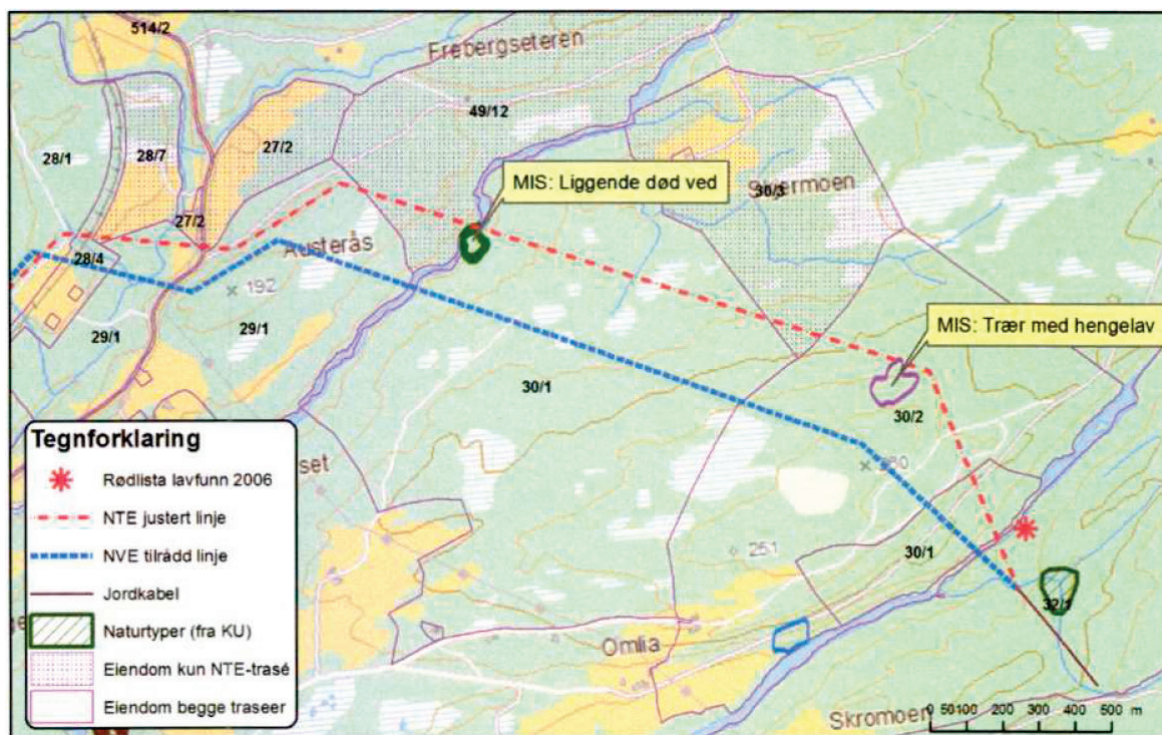 514/2
Frebergseteren
49/12
28/1
28/7
27/2
MIS: Liggende død ved
30/3
27/2
Austerås
28/4
192
29/1
29/1
MIS: Trær med hengelav
30/1
30/2
Tegnforklaring
Rødlista lavfunn 2006
NTE justert linje
NVE tilrådd linje
Jordkabel
Naturtyper (fra KU)
Eiendom kun NTE-trasé
Eiendom begge traseer
set
251
30/1
32/1
Omlia
Skromoen
0 50100 200 300 400 500 m